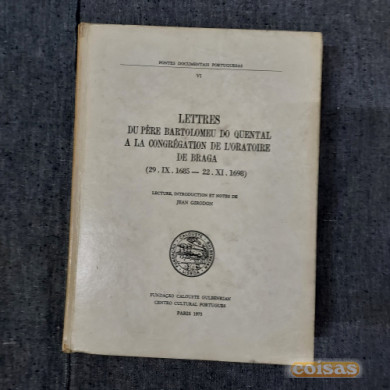 FONTES DOCUMENTAIS PORTUGUESAS
VI
LETTRES
DU PÈRE BARTOLOMEU DO QUENTAL
A LA CONGRÉGATION DE L'ORATOIRE
DE BRAGA
(29.IX.1685 — 22.XI.1698)
LECTURE, INTRODUCTION ET NOTES DE
JEAN GIRODON
FUNDAÇÃO CALOUSTE GULBENKIAN
CENTRO CULTURAL PORTUGUÊS
PARIS 1973
coisas